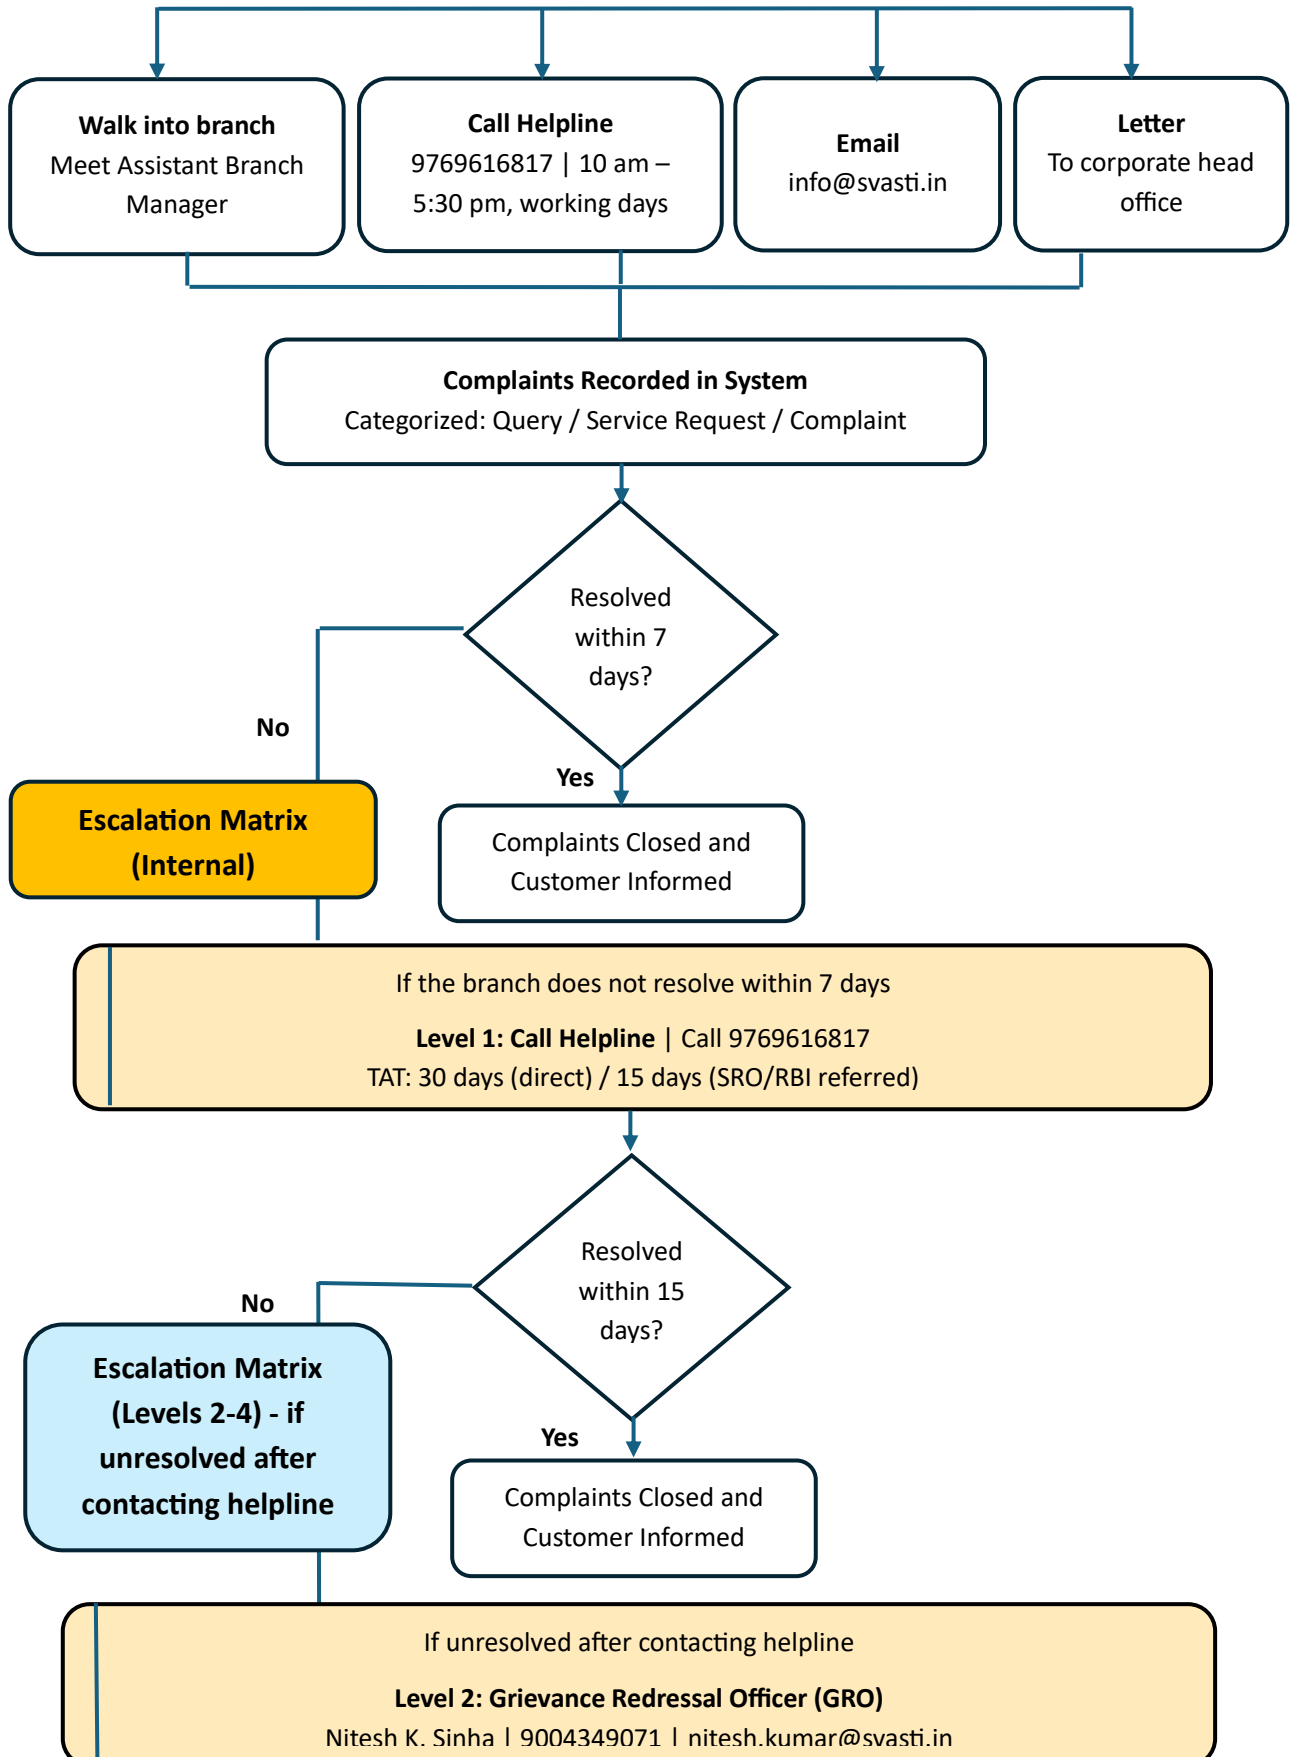 Walk into branch
Meet Assistant Branch
Manager
Call Helpline
9769616817 | 10 am –
5:30 pm, working days
Email
info@svasti.in
Letter
To corporate head
office
Complaints Recorded in System
Categorized: Query / Service Request / Complaint
Resolved
within 7
days?
No
Yes
Escalation Matrix
(Internal)
Complaints Closed and
Customer Informed
If the branch does not resolve within 7 days
Level 1: Call Helpline | Call 9769616817
TAT: 30 days (direct) / 15 days (SRO/RBI referred)
Resolved
within 15
days?
No
Escalation Matrix
(Levels 2-4) - if
unresolved after
contacting helpline
Yes
Complaints Closed and
Customer Informed
If unresolved after contacting helpline
Level 2: Grievance Redressal Officer (GRO)
Nitesh K. Sinha | 9004349071 | nitesh.kumar@svasti.in